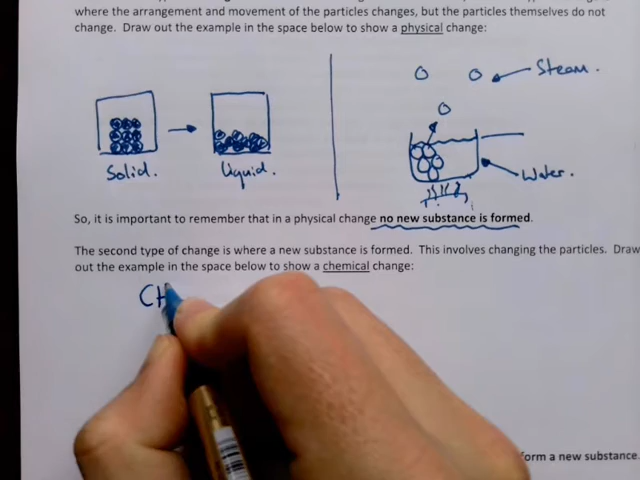 where the arrangement and movement of the particles changes, but the particles themselves do not
change. Draw out the example in the space below to show a physical change:
Steam.
Solid.
Liquid.
Water.
So, it is important to remember that in a physical change no new substance is formed.
The second type of change is where a new substance is formed. This involves changing the particles. Draw
out the example in the space below to show a chemical change:
CH
orm a new substance.